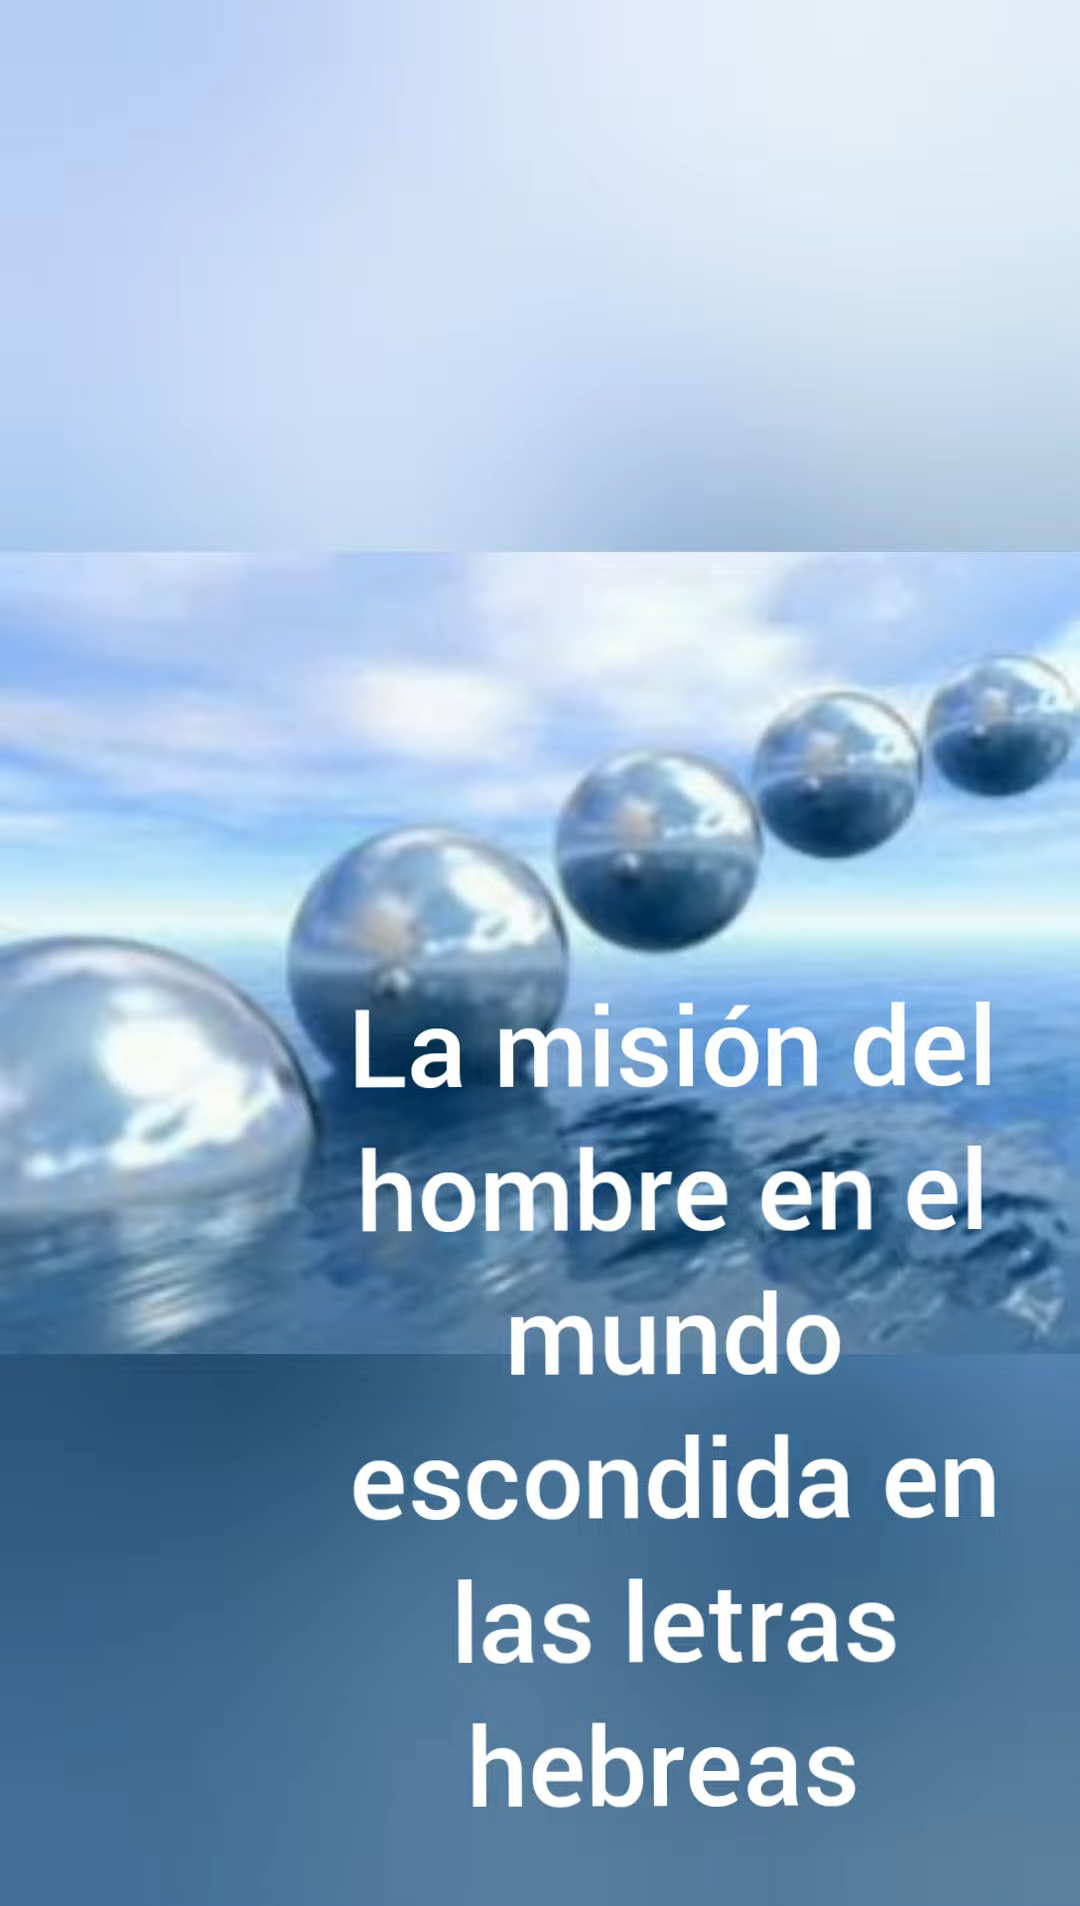 La misión del
hombre en el
mundo
escondida en
las letras
hebreas